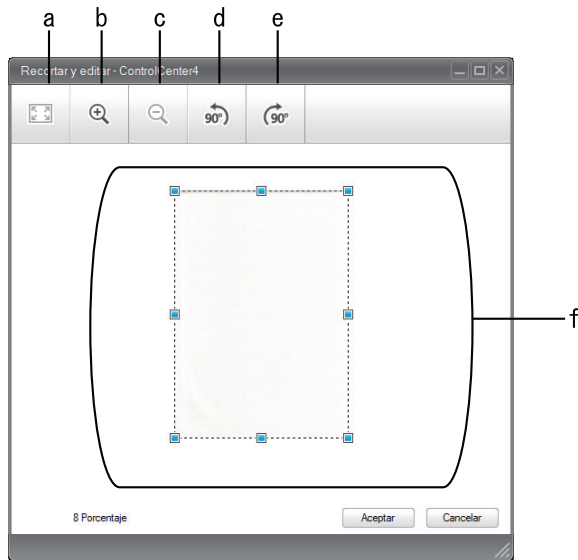 a b c d e
Recortar y editar - ControlCenter4
90° 90°
f
8 Porcentaje Aceptar Cancelar